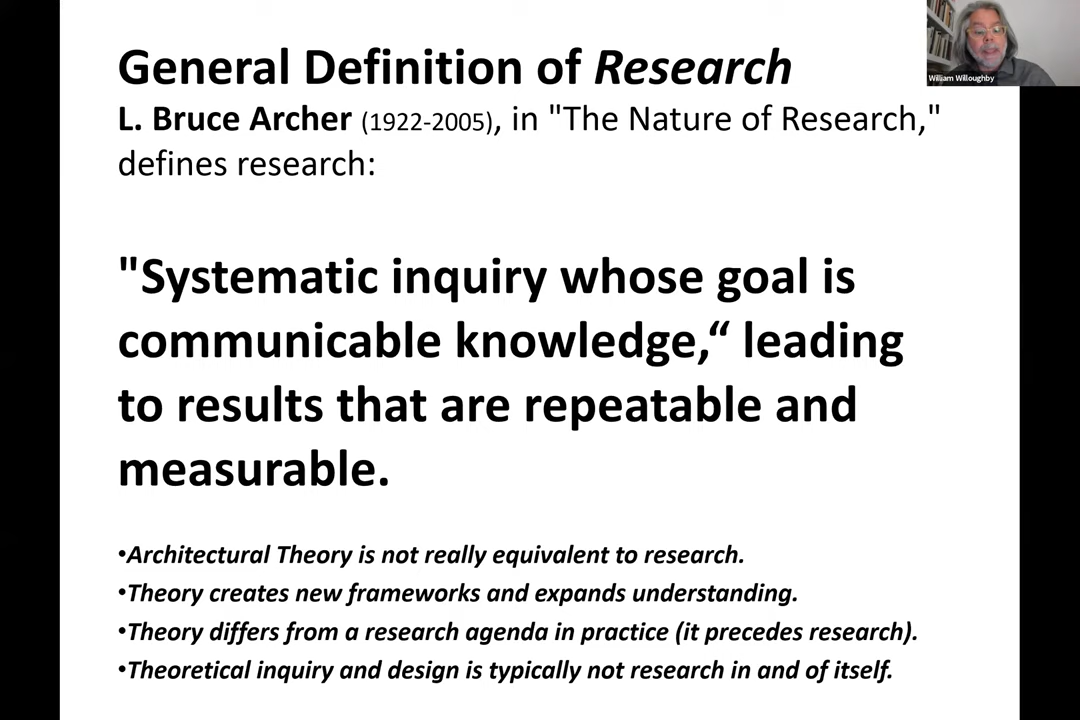 General Definition of Research
L. Bruce Archer (1922-2005), in "The Nature of Research,"
defines research:
"Systematic inquiry whose goal is
communicable knowledge,“ leading
to results that are repeatable and
measurable.
•Architectural Theory is not really equivalent to research.
•Theory creates new frameworks and expands understanding.
•Theory differs from a research agenda in practice (it precedes research).
•Theoretical inquiry and design is typically not research in and of itself.
William Willoughby